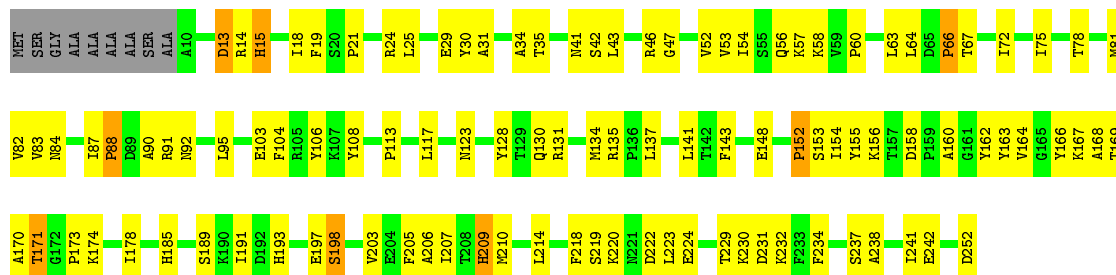 MET SER GLY ALA ALA ALA ALA SER ALA A10 D13 R14 H15 I18 F19 S20 P21 R24 L25 E29 Y30 A31 A34 T35 N41 S42 L43 R46 G47 V52 V53 I54 S55 Q56 K57 K58 V59 P60 L63 L64 D65 P66 T67 I72 I75 T78
V82 V83 N84 I87 P88 D89 A90 R91 N92 L95 E103 F104 R105 Y106 K107 Y108 P113 L117 N123 Y128 T129 Q130 R131 M134 R135 P136 L137 L141 T142 F143 E148 P152 S153 I154 Y155 K156 T157 D158 P159 A160 G161 Y162 Y163 V164 G165 Y166 K167 A168 T169
A170 T171 G172 P173 K174 I178 H185 S189 K190 I191 D192 H193 E197 S198 V203 E204 F205 A206 I207 T208 H209 M210 L214 F218 S219 K220 N221 D222 L223 E224 T229 K230 D231 K232 F233 F234 S237 A238 I241 E242 D252